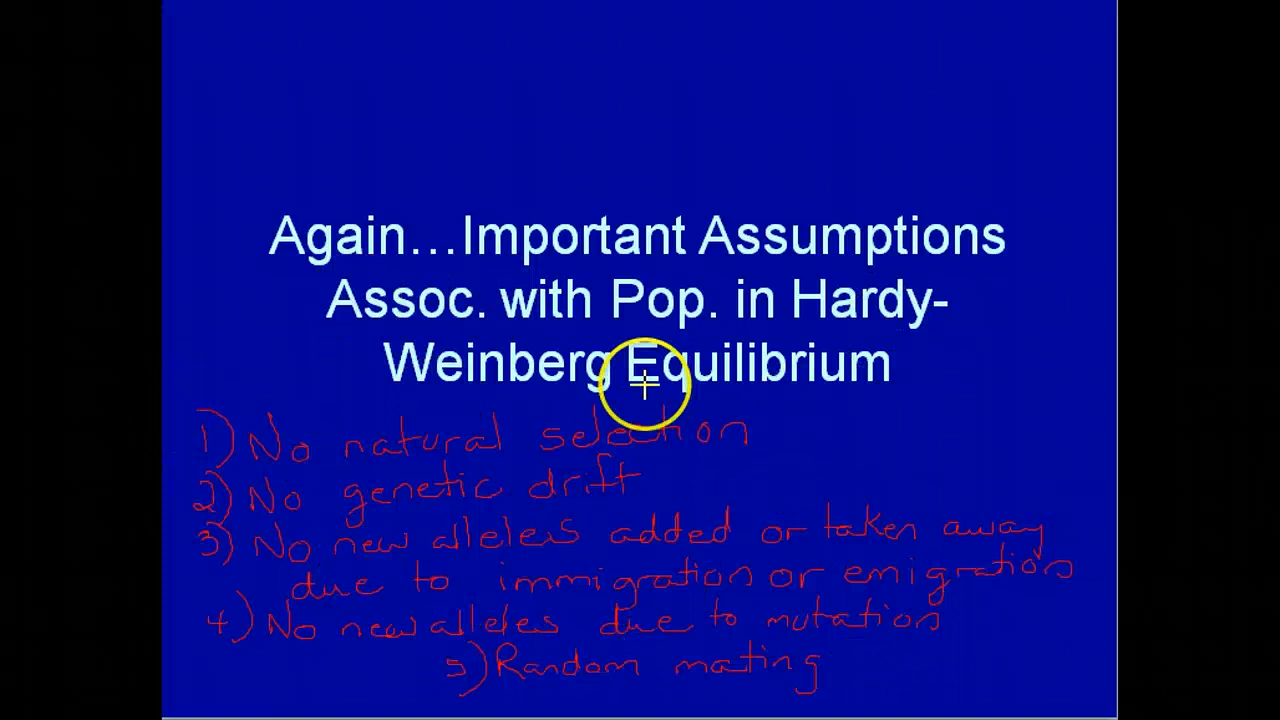 Again…Important Assumptions
Assoc. with Pop. in Hardy-
Weinberg Equilibrium
1) No natural selection
2) No genetic drift
3) No new alleles added or taken away
due to immigration or emigration
4) No new alleles due to mutation
5) Random mating